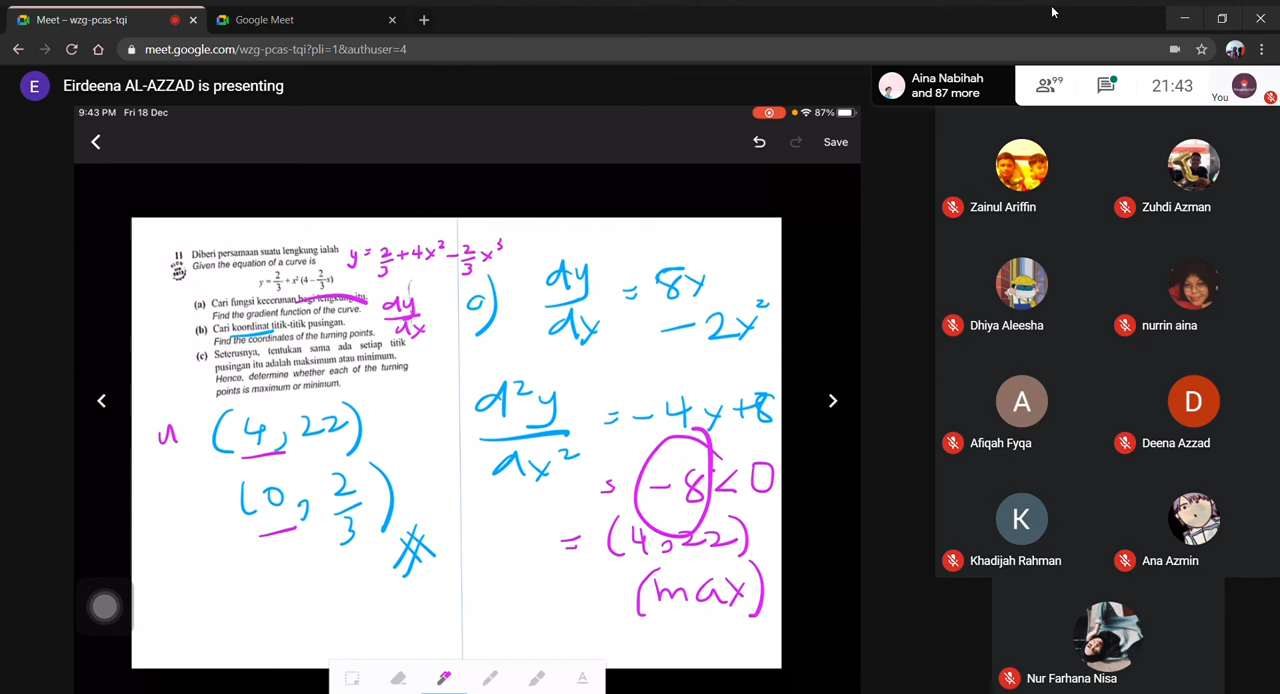 Meet – wzg-pcas-tqi
Google Meet
meet.google.com/wzg-pcas-tqi?pli=1&authuser=4
E
Eirdeena AL-AZZAD is presenting
Aina Nabihah
and 87 more
99
21:43
You
9:43 PM Fri 18 Dec
87%
Save
11 Diberi persamaan suatu lengkung ialah
Given the equation of a curve is
y = 2/3 + x²(4 – 2/3x)
(a) Cari fungsi kecerunan bagi lengkung itu.
Find the gradient function of the curve.
(b) Cari koordinat titik-titik pusingan.
Find the coordinates of the turning points.
(c) Seterusnya, tentukan sama ada setiap titik
pusingan itu adalah maksimum atau minimum.
Hence, determine whether each of the turning
points is maximum or minimum.
y = 2/3 + 4x² – 2/3 x³
dy/dx
(4, 22)
(0, 2/3)
a) dy/dx = 8x
– 2x²
d²y/dx² = –4x+8
= –8 < 0
= (4, 22)
(max)
A
Zainul Ariffin
Zuhdi Azman
Dhiya Aleesha
nurrin aina
A
Afiqah Fyqa
D
Deena Azzad
K
Khadijah Rahman
Ana Azmin
Nur Farhana Nisa